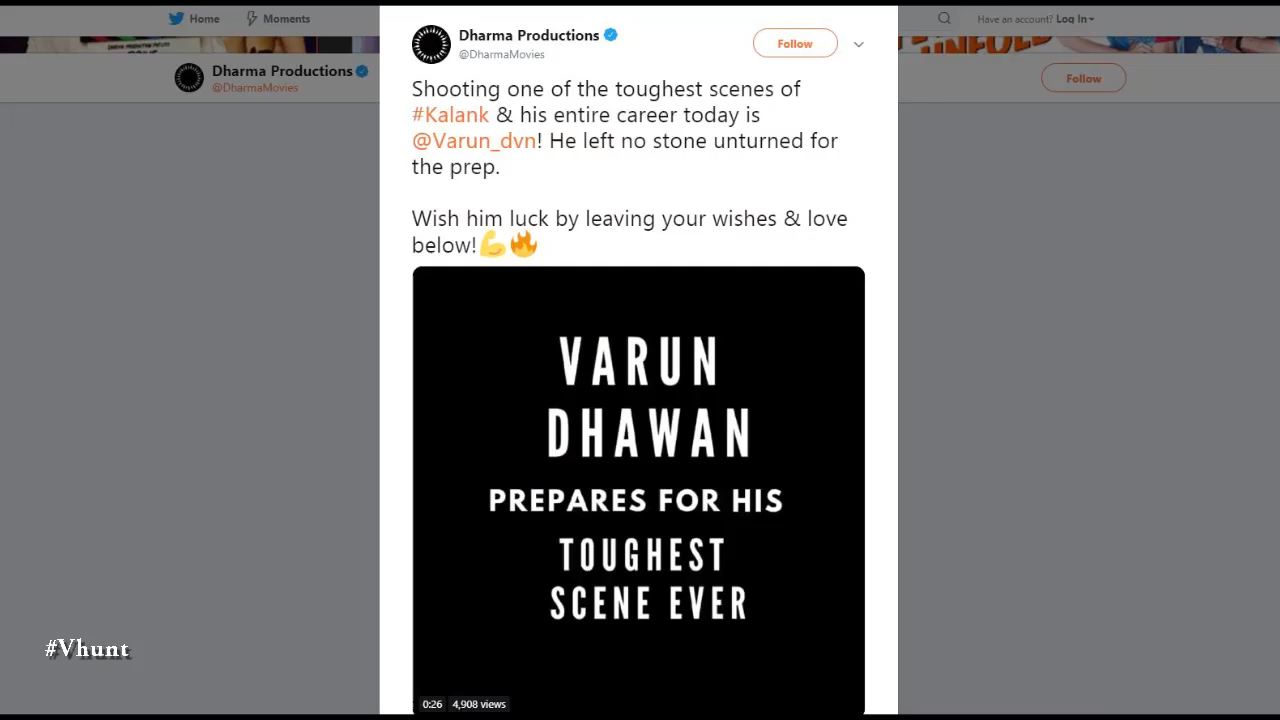 Home
Moments
Have an account? Log In
Dharma Productions
@DharmaMovies
Follow
Dharma Productions
@DharmaMovies
Follow
Shooting one of the toughest scenes of
#Kalank & his entire career today is
@Varun_dvn! He left no stone unturned for
the prep.
Wish him luck by leaving your wishes & love
below!💪🔥
VARUN
DHAWAN
PREPARES FOR HIS
TOUGHEST
SCENE EVER
0:26 4,908 views
#Vhunt